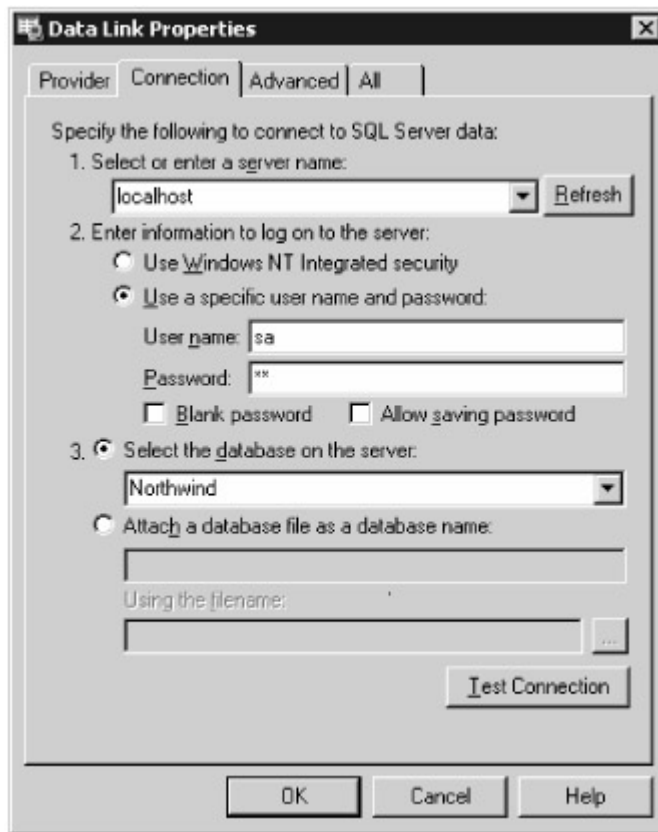 Data Link Properties
Provider Connection Advanced All
Specify the following to connect to SQL Server data:
1. Select or enter a server name:
localhost Refresh
2. Enter information to log on to the server:
Use Windows NT Integrated security
Use a specific user name and password:
User name: sa
Password: **
Blank password Allow saving password
3. Select the database on the server:
Northwind
Attach a database file as a database name:
Using the filename:
...
Test Connection
OK Cancel Help